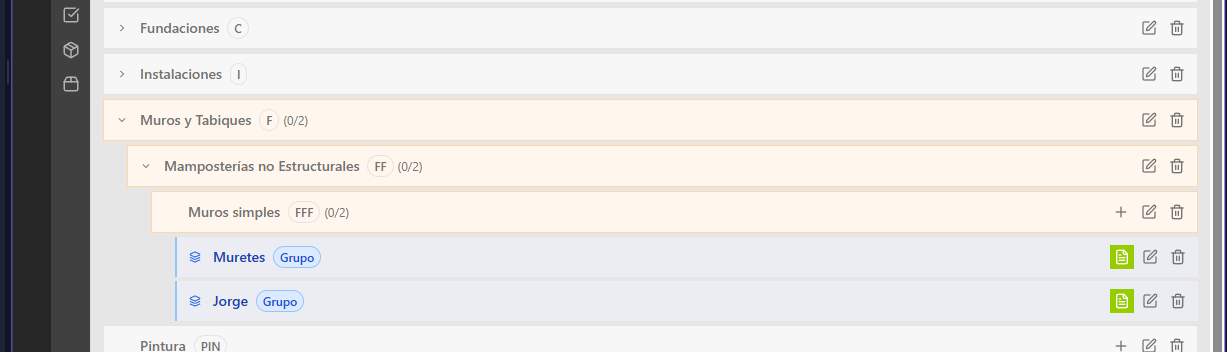 Fundaciones C
Instalaciones I
Muros y Tabiques F (0/2)
Mamposterías no Estructurales FF (0/2)
Muros simples FFF (0/2)
Muretes Grupo
Jorge Grupo
Pintura PIN